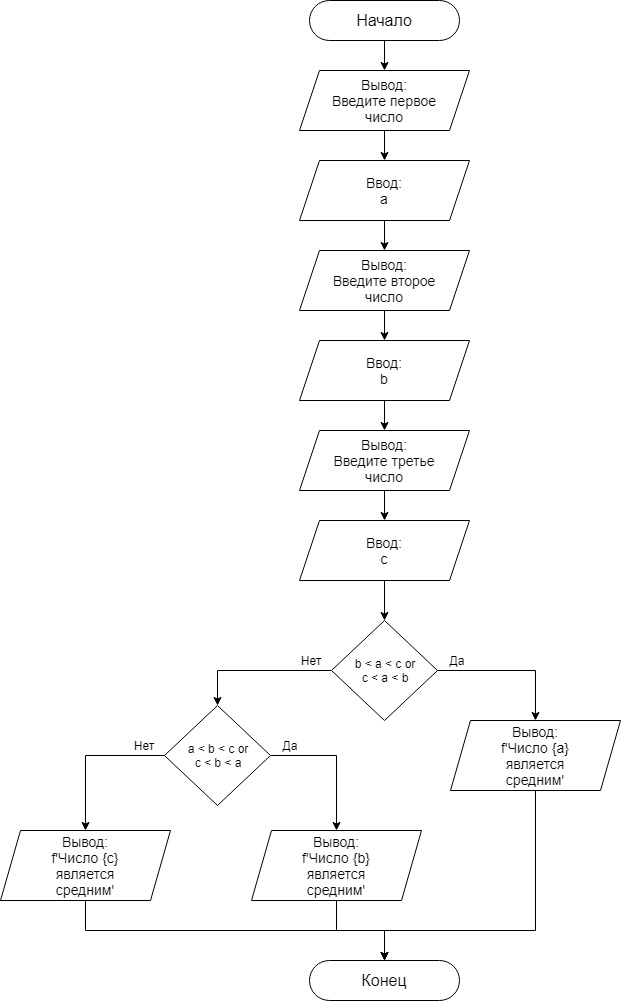 Начало
Вывод:
Введите первое
число
Ввод:
a
Вывод:
Введите второе
число
Ввод:
b
Вывод:
Введите третье
число
Ввод:
c
b < a < c or
c < a < b
Нет
Да
Вывод:
f'Число {a}
является
средним'
a < b < c or
c < b < a
Нет
Да
Вывод:
f'Число {c}
является
средним'
Вывод:
f'Число {b}
является
средним'
Конец